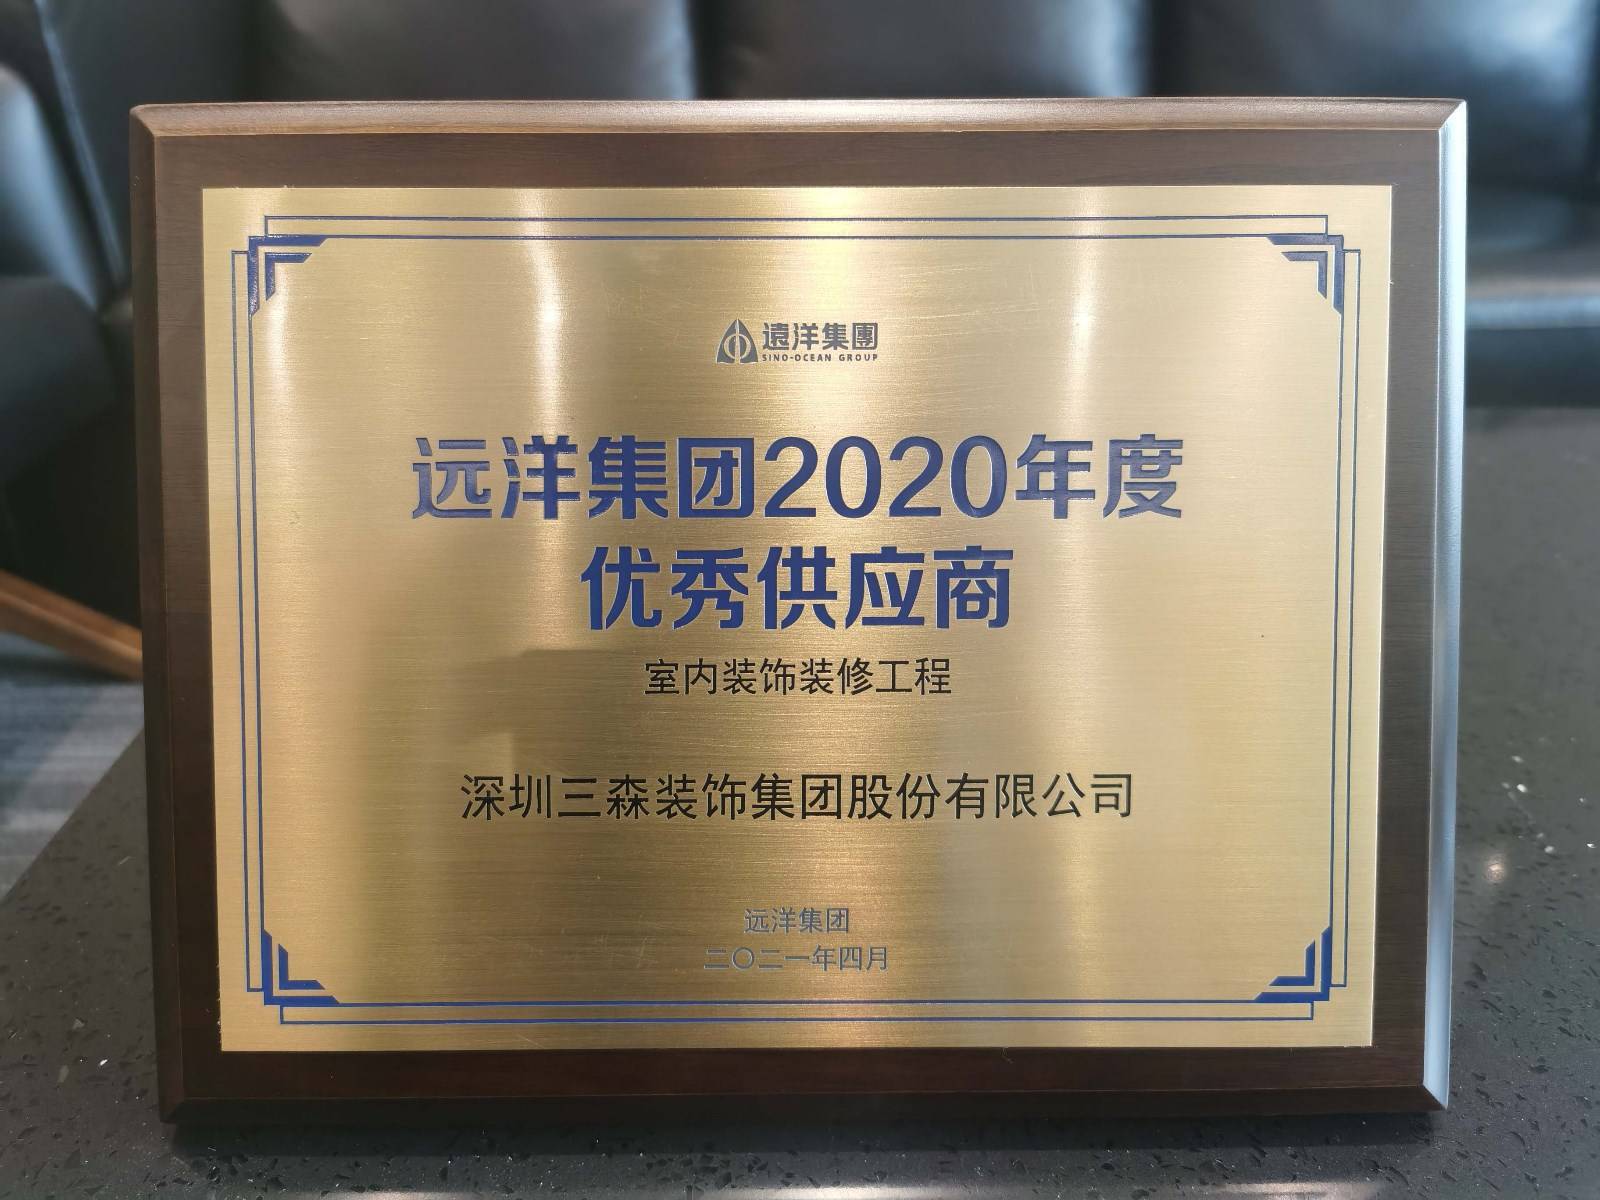 遠洋集團
SINO-OCEAN GROUP
远洋集团2020年度
优秀供应商
室内装饰装修工程
深圳三森装饰集团股份有限公司
远洋集团
二〇二一年四月